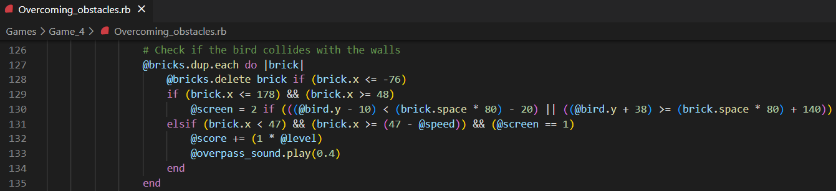 Overcoming_obstacles.rb ×
Games > Game_4 > Overcoming_obstacles.rb
126 # Check if the bird collides with the walls
127 @bricks.dup.each do |brick|
128 @bricks.delete brick if (brick.x <= -76)
129 if (brick.x <= 178) && (brick.x >= 48)
130 @screen = 2 if (((@bird.y - 10) < (brick.space * 80) - 20) || ((@bird.y + 38) >= (brick.space * 80) + 140))
131 elsif (brick.x < 47) && (brick.x >= (47 - @speed)) && (@screen == 1)
132 @score += (1 * @level)
133 @overpass_sound.play(0.4)
134 end
135 end